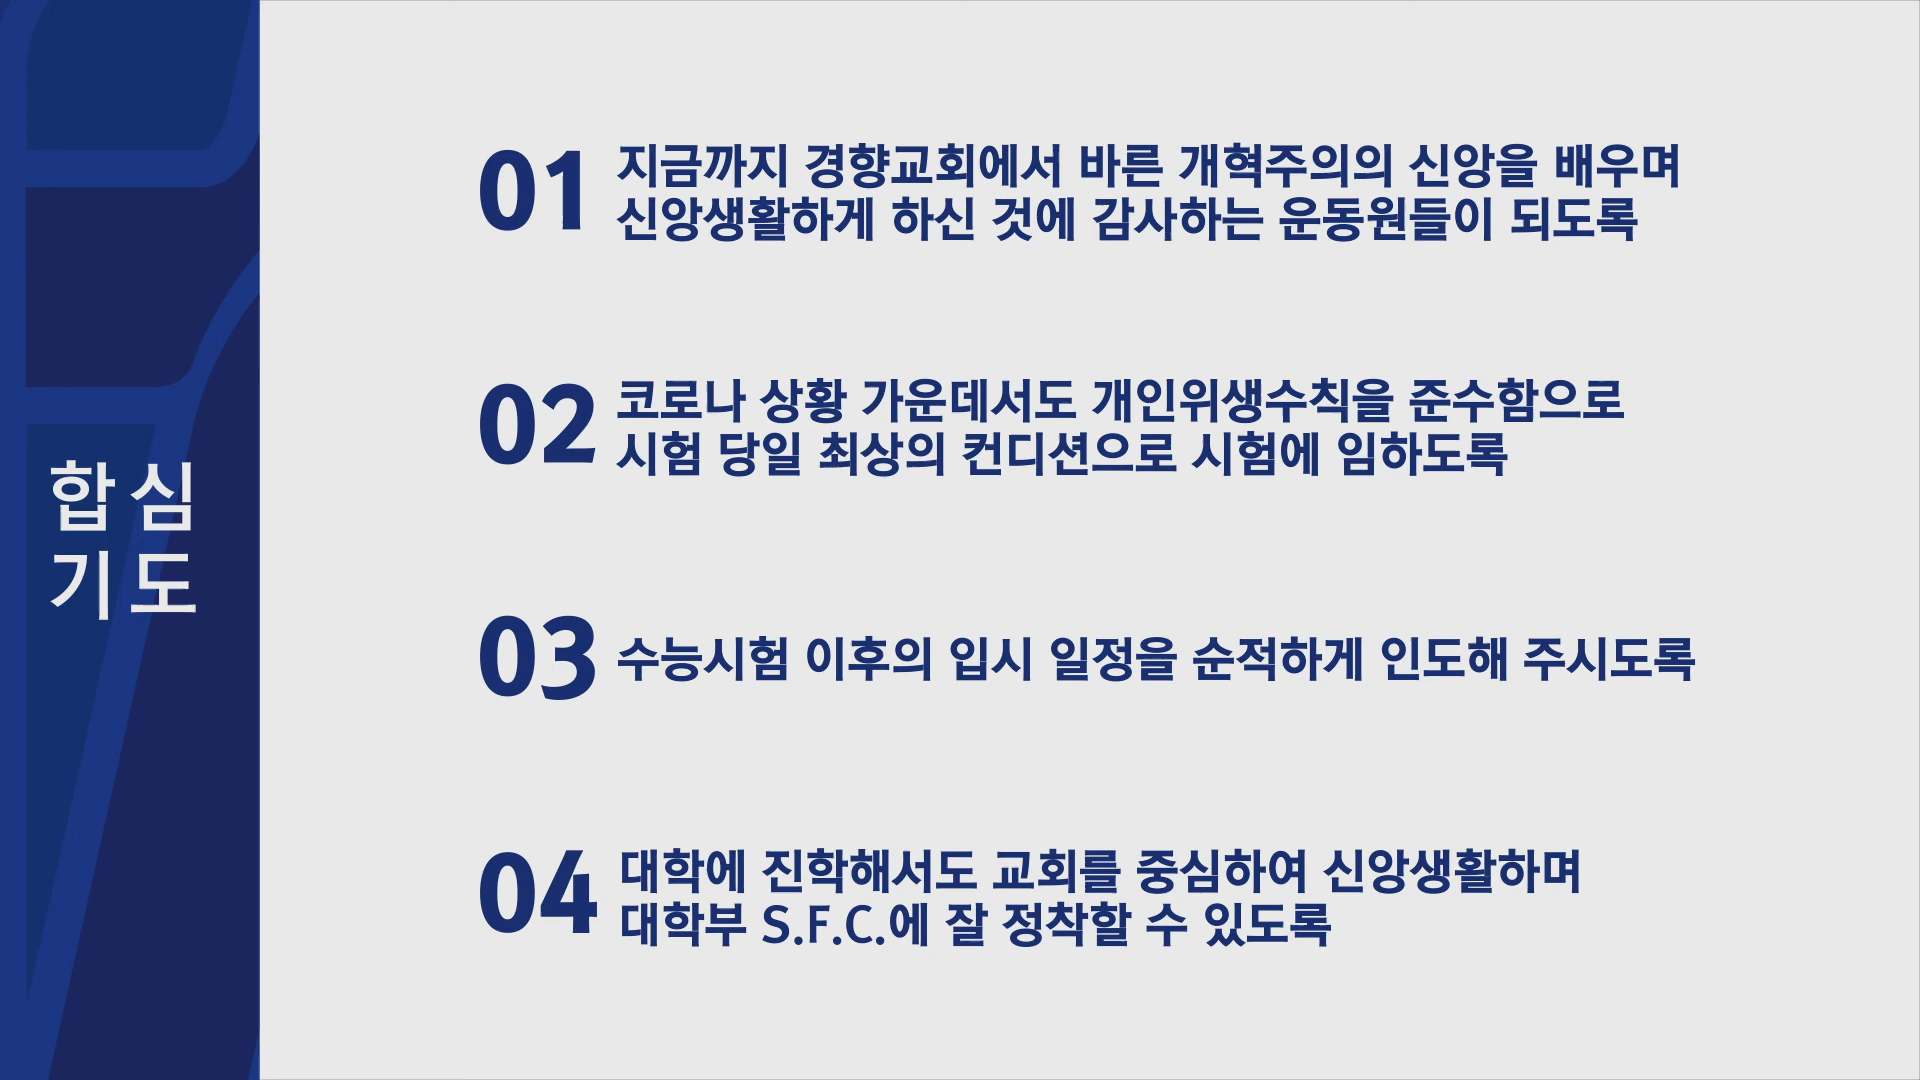 합심
기도
01
지금까지 경향교회에서 바른 개혁주의의 신앙을 배우며
신앙생활하게 하신 것에 감사하는 운동원들이 되도록
02
코로나 상황 가운데서도 개인위생수칙을 준수함으로
시험 당일 최상의 컨디션으로 시험에 임하도록
03
수능시험 이후의 입시 일정을 순적하게 인도해 주시도록
04
대학에 진학해서도 교회를 중심하여 신앙생활하며
대학부 S.F.C.에 잘 정착할 수 있도록